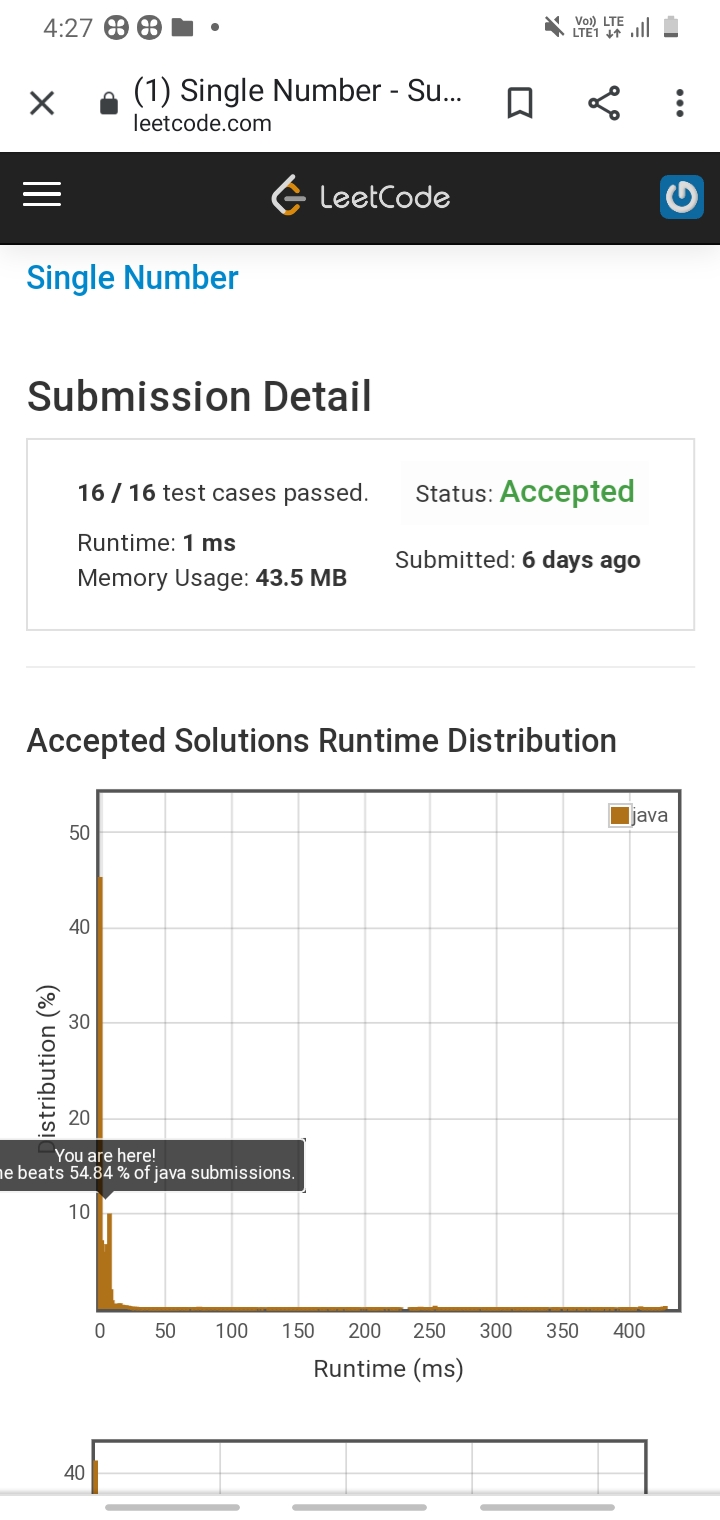 4:27
Vo)) LTE
LTE1
(1) Single Number - Su...
leetcode.com
LeetCode
Single Number
Submission Detail
16 / 16 test cases passed.
Status: Accepted
Runtime: 1 ms
Memory Usage: 43.5 MB
Submitted: 6 days ago
Accepted Solutions Runtime Distribution
java
50
40
30
20
10
Distribution (%)
You are here!
e beats 54.84 % of java submissions.
0 50 100 150 200 250 300 350 400
Runtime (ms)
40